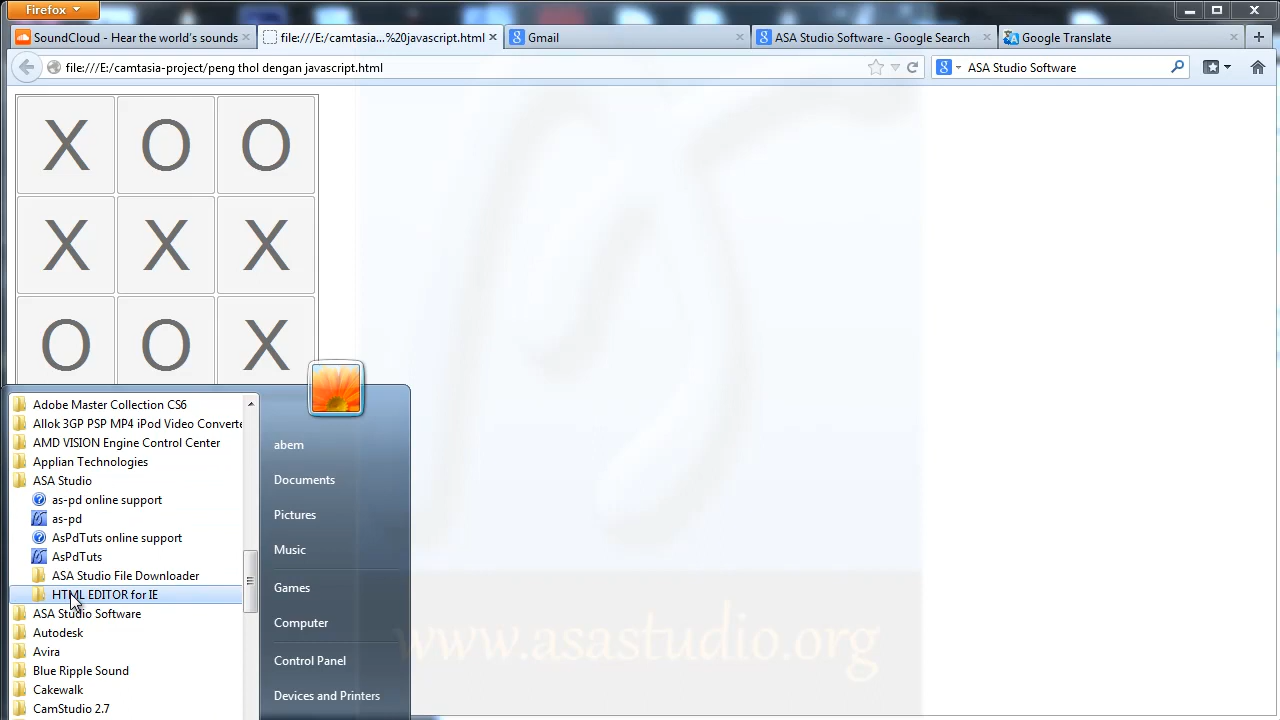 Firefox
SoundCloud - Hear the world's sounds
file:///E:/camtasia...%20javascript.html
Gmail
ASA Studio Software - Google Search
Google Translate
file:///E:/camtasia-project/peng thol dengan javascript.html
ASA Studio Software
X O O
X X X
O O X
Adobe Master Collection CS6
Allok 3GP PSP MP4 iPod Video Converte
AMD VISION Engine Control Center
Applian Technologies
ASA Studio
as-pd online support
as-pd
AsPdTuts online support
AsPdTuts
ASA Studio File Downloader
HTML EDITOR for IE
ASA Studio Software
Autodesk
Avira
Blue Ripple Sound
Cakewalk
CamStudio 2.7
abem
Documents
Pictures
Music
Games
Computer
Control Panel
Devices and Printers
www.asastudio.org